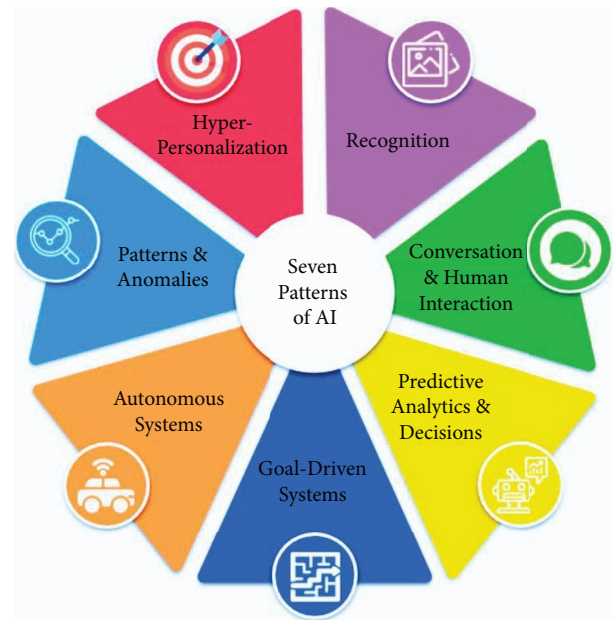 Hyper-
Personalization
Recognition
Patterns &
Anomalies
Seven
Patterns
of AI
Conversation
& Human
Interaction
Autonomous
Systems
Goal-Driven
Systems
Predictive
Analytics &
Decisions